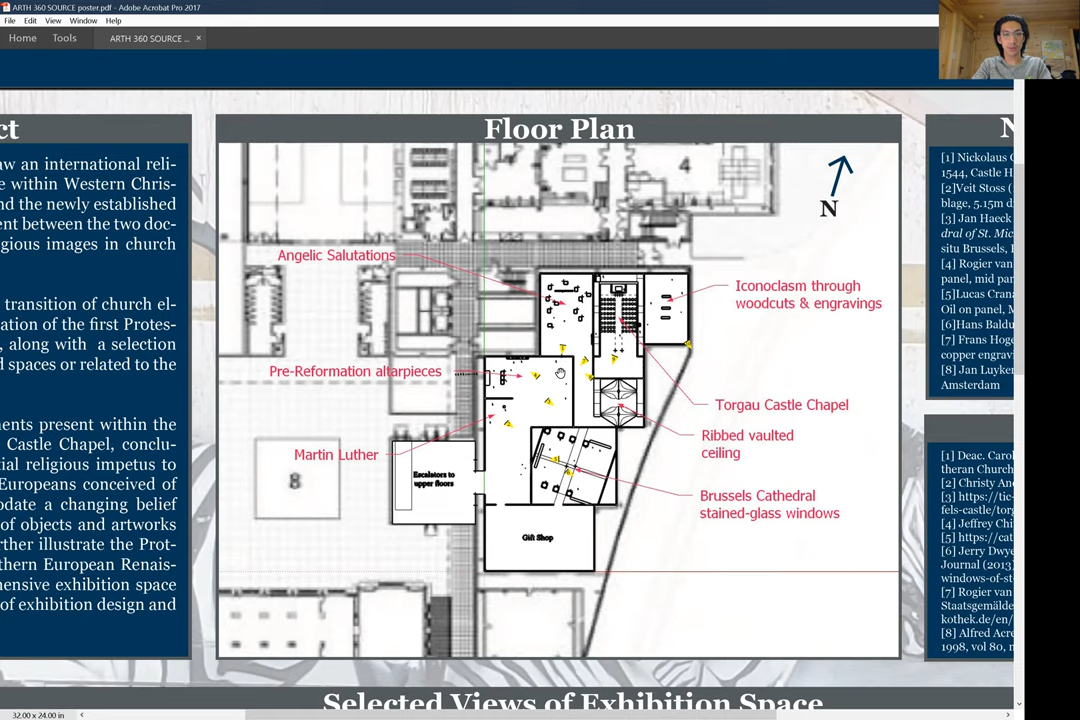 ARTH 360 SOURCE poster.pdf - Adobe Acrobat Pro 2017
File Edit View Window Help
Home Tools ARTH 360 SOURCE ... ×
ct
aw an international reli-
e within Western Chris-
nd the newly established
ent between the two doc-
gious images in church
transition of church el-
ation of the first Protes-
, along with a selection
d spaces or related to the
ments present within the
Castle Chapel, conclu-
tial religious impetus to
Europeans conceived of
odate a changing belief
of objects and artworks
rther illustrate the Prot-
thern European Renais-
hensive exhibition space
of exhibition design and
Floor Plan
4
N
Angelic Salutations
Iconoclasm through
woodcuts & engravings
Pre-Reformation altarpieces
Torgau Castle Chapel
Ribbed vaulted
ceiling
Martin Luther
Escalators to
upper floors
8
Brussels Cathedral
stained-glass windows
Gift Shop
N
[1] Nickolaus
1544, Castle H
[2]Veit Stoss (
blage, 5.15m d
[3] Jan Haeck
dral of St. Mic
situ Brussels,
[4] Rogier van
panel, mid pan
[5]Lucas Crana
Oil on panel, M
[6]Hans Baldu
[7] Frans Hoge
copper engravi
[8] Jan Luyken
Amsterdam
[1] Deac. Carol
theran Church
[2] Christy An
[3] https://tic-
fels-castle/torg
[4] Jeffrey Chi
[5] https://cat
[6] Jerry Dwye
Journal (2013)
windows-of-st
[7] Rogier van
Staatsgemälde
kothek.de/en/
[8] Alfred Acre
1998, vol 80, n
Selected Views of Exhibition Space
32.00 x 24.00 in